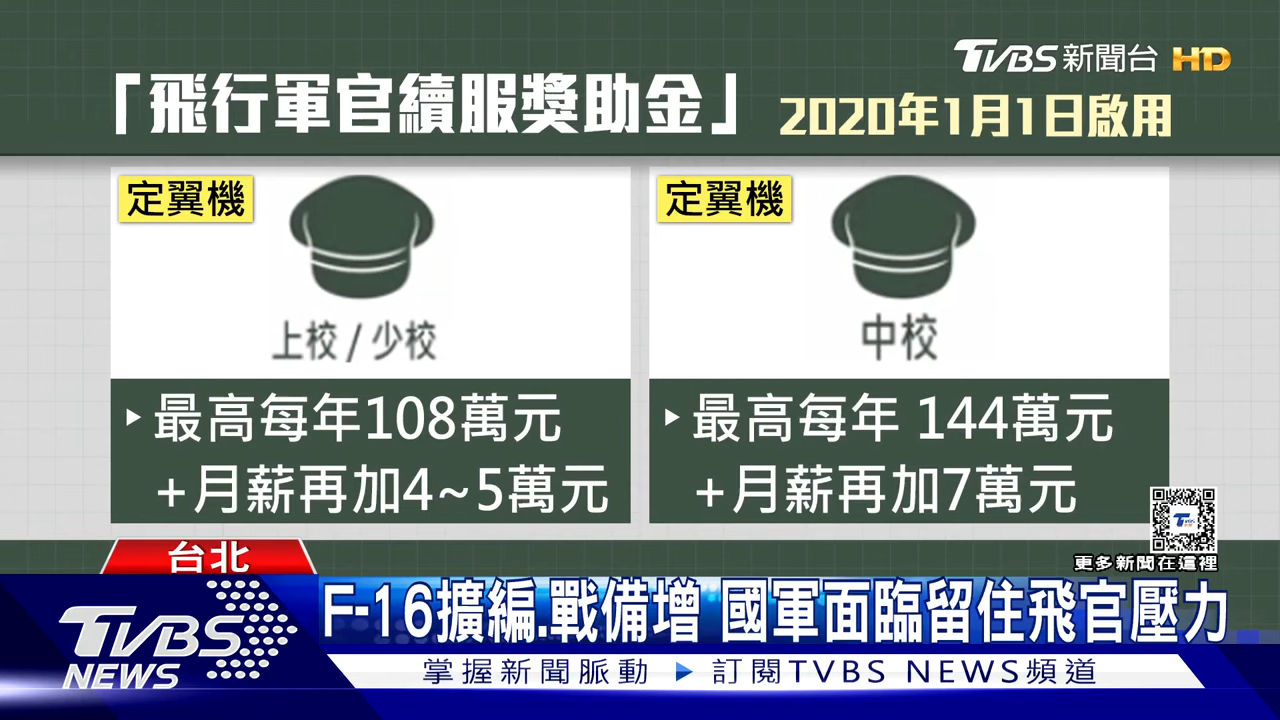 TVBS新聞台 HD
「飛行軍官續服獎助金」 2020年1月1日啟用
定翼機
上校 / 少校
▸最高每年108萬元
+月薪再加4~5萬元
定翼機
中校
▸最高每年 144萬元
+月薪再加7萬元
TVBS
更多新聞在這裡
台北
F-16擴編.戰備增 國軍面臨留住飛官壓力
TVBS
NEWS
掌握新聞脈動 ▸ 訂閱TVBS NEWS頻道